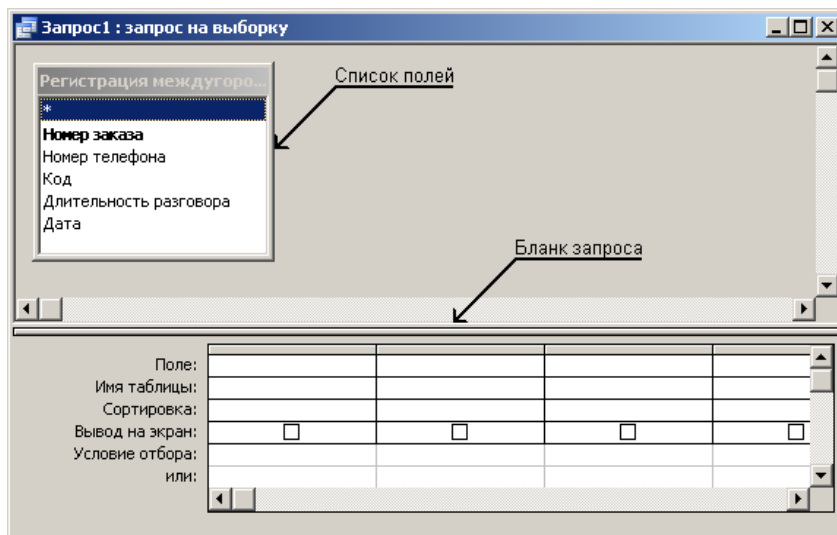 Запрос1 : запрос на выборку
Регистрация междугоро...
Список полей
*
Номер заказа
Номер телефона
Код
Длительность разговора
Дата
Бланк запроса
Поле:
Имя таблицы:
Сортировка:
Вывод на экран:
Условие отбора:
или: